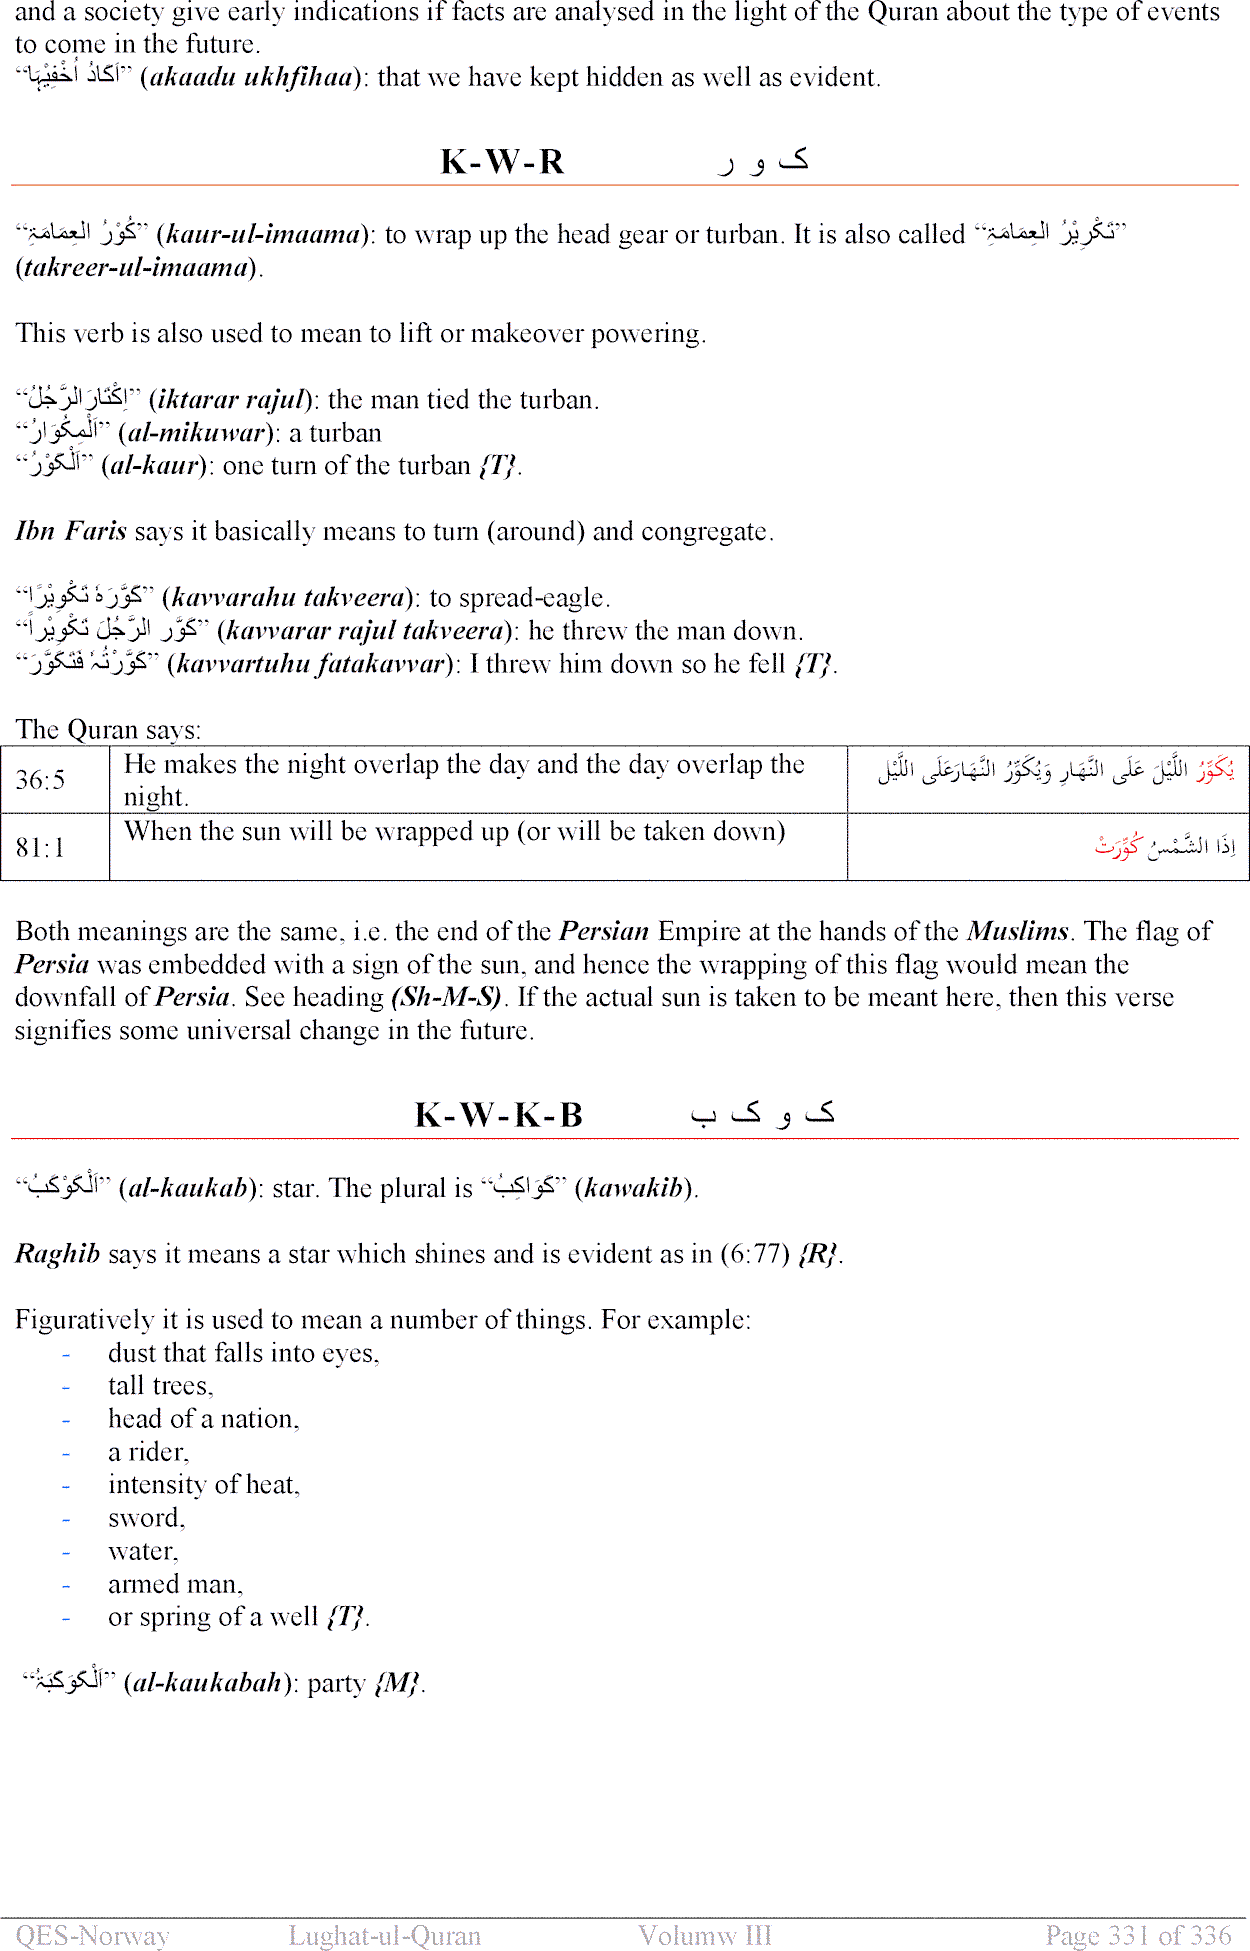 and a society give early indications if facts are analysed in the light of the Quran about the type of events
to come in the future.
“اَکَادُ اُخْفِیْہَا” (akaadu ukhfihaa): that we have kept hidden as well as evident.
K-W-R ک و ر
“کَوْرُ العِمَامَۃِ” (kaur-ul-imaama): to wrap up the head gear or turban. It is also called “تَکْرِیْرُ العِمَامَۃِ”
(takreer-ul-imaama).
This verb is also used to mean to lift or makeover powering.
“اِکْتَارَ الرَّجُلُ” (iktarar rajul): the man tied the turban.
“اَلْمِکْوَارُ” (al-mikuwar): a turban
“اَلْکَوْرُ” (al-kaur): one turn of the turban {T}.
Ibn Faris says it basically means to turn (around) and congregate.
“کَوَّرَہٗ تَکْوِیْرًا” (kavvarahu takveera): to spread-eagle.
“کَوَّر الرَّجُلَ تَکْوِیْراً” (kavvarar rajul takveera): he threw the man down.
“کَوَّرْتُہٗ فَتَکَوَّرَ” (kavvartuhu fatakavvar): I threw him down so he fell {T}.
The Quran says:
36:5 He makes the night overlap the day and the day overlap the
night. یُکَوِّرُ اللَّیْلَ عَلَی النَّھَارِ وَیُکَوِّرُ النَّھَارَعَلَی اللَّیْلِ
81:1 When the sun will be wrapped up (or will be taken down) اِذَا الشَّمْسُ کُوِّرَتْ
Both meanings are the same, i.e. the end of the Persian Empire at the hands of the Muslims. The flag of
Persia was embedded with a sign of the sun, and hence the wrapping of this flag would mean the
downfall of Persia. See heading (Sh-M-S). If the actual sun is taken to be meant here, then this verse
signifies some universal change in the future.
K-W-K-B ک و ک ب
“اَلْکَوْکَبُ” (al-kaukab): star. The plural is “کَوَاکِبُ” (kawakib).
Raghib says it means a star which shines and is evident as in (6:77) {R}.
Figuratively it is used to mean a number of things. For example:
- dust that falls into eyes,
- tall trees,
- head of a nation,
- a rider,
- intensity of heat,
- sword,
- water,
- armed man,
- or spring of a well {T}.
“اَلْکَوَکَبَۃُ” (al-kaukabah): party {M}.
QES-Norway Lughat-ul-Quran Volumw III Page 331 of 336